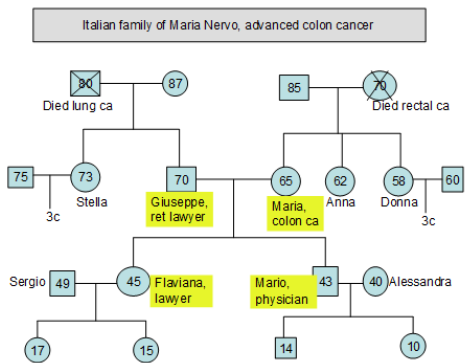 Italian family of Maria Nervo, advanced colon cancer
80 87 85 70
Died lung ca Died rectal ca
75 73 70 65 62 58 60
Stella Giuseppe, ret lawyer Maria, colon ca Anna Donna
3c 3c
Sergio 49 45 Flaviana, lawyer Mario, physician 43 40 Alessandra
17 15 14 10